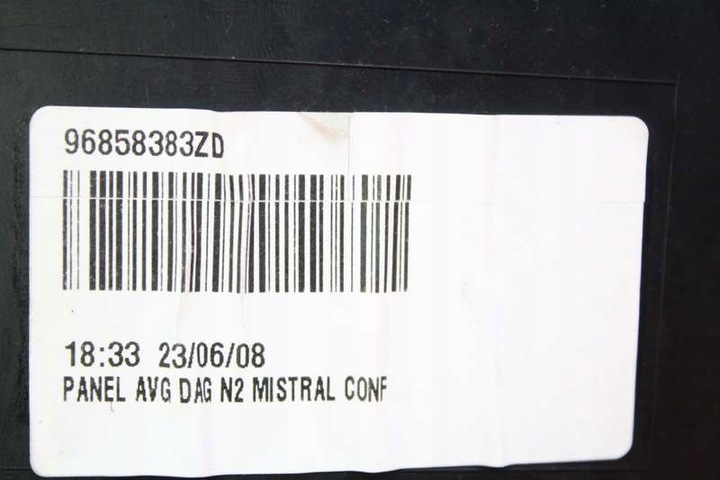 96858383ZD
18:33 23/06/08
PANEL AVG DAG N2 MISTRAL CONF